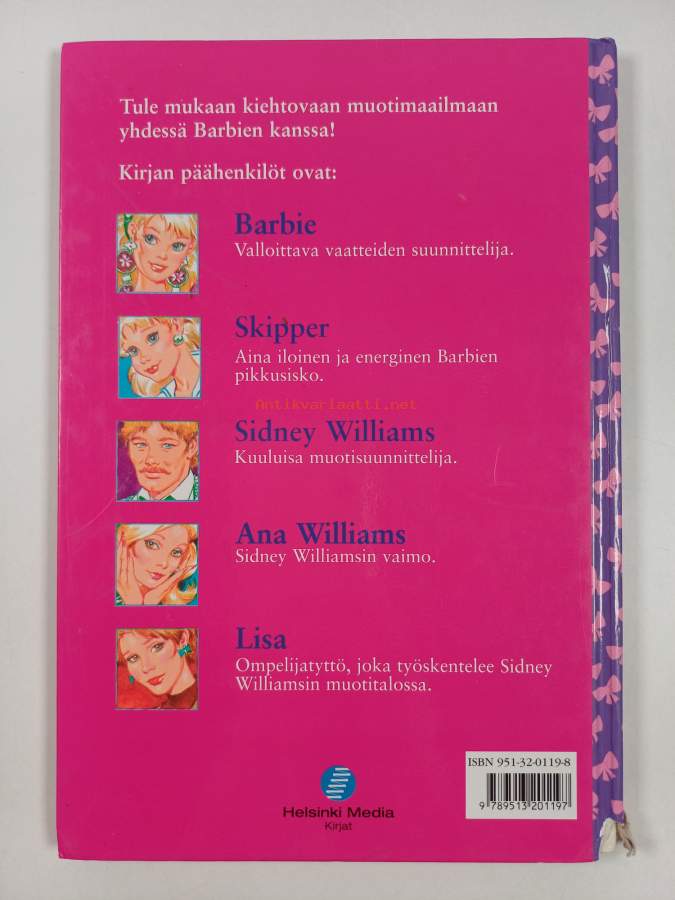 Tule mukaan kiehtovaan muotimaailmaan
yhdessä Barbien kanssa!
Kirjan päähenkilöt ovat:
Barbie
Valloittava vaatteiden suunnittelija.
Skipper
Aina iloinen ja energinen Barbien
pikkusisko.
Antikvariaatti.net
Sidney Williams
Kuuluisa muotisuunnittelija.
Ana Williams
Sidney Williamsin vaimo.
Lisa
Ompelijatyttö, joka työskentelee Sidney
Williamsin muotitalossa.
ISBN 951-32-0119-8
9 789513 201197
Helsinki Media
Kirjat